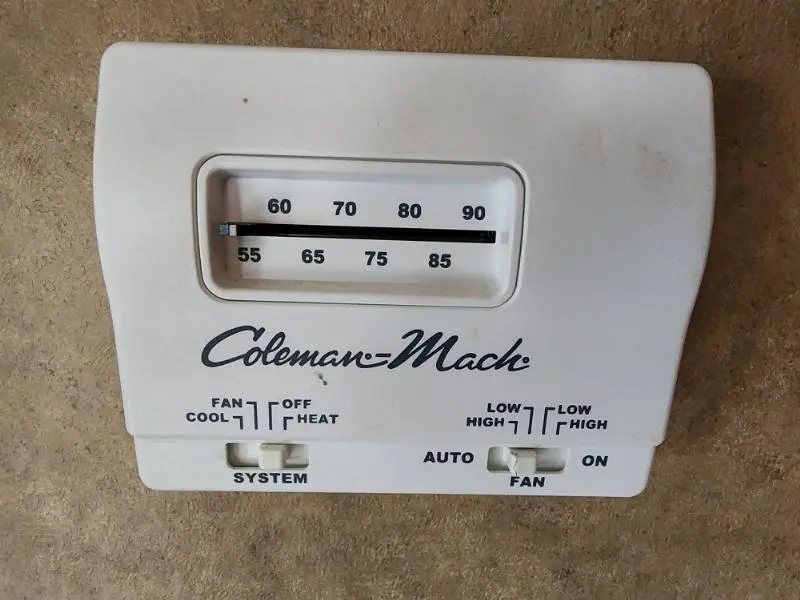 60 70 80 90
55 65 75 85
Coleman-Mach
FAN OFF
COOL HEAT
SYSTEM
LOW LOW
HIGH HIGH
AUTO ON
FAN